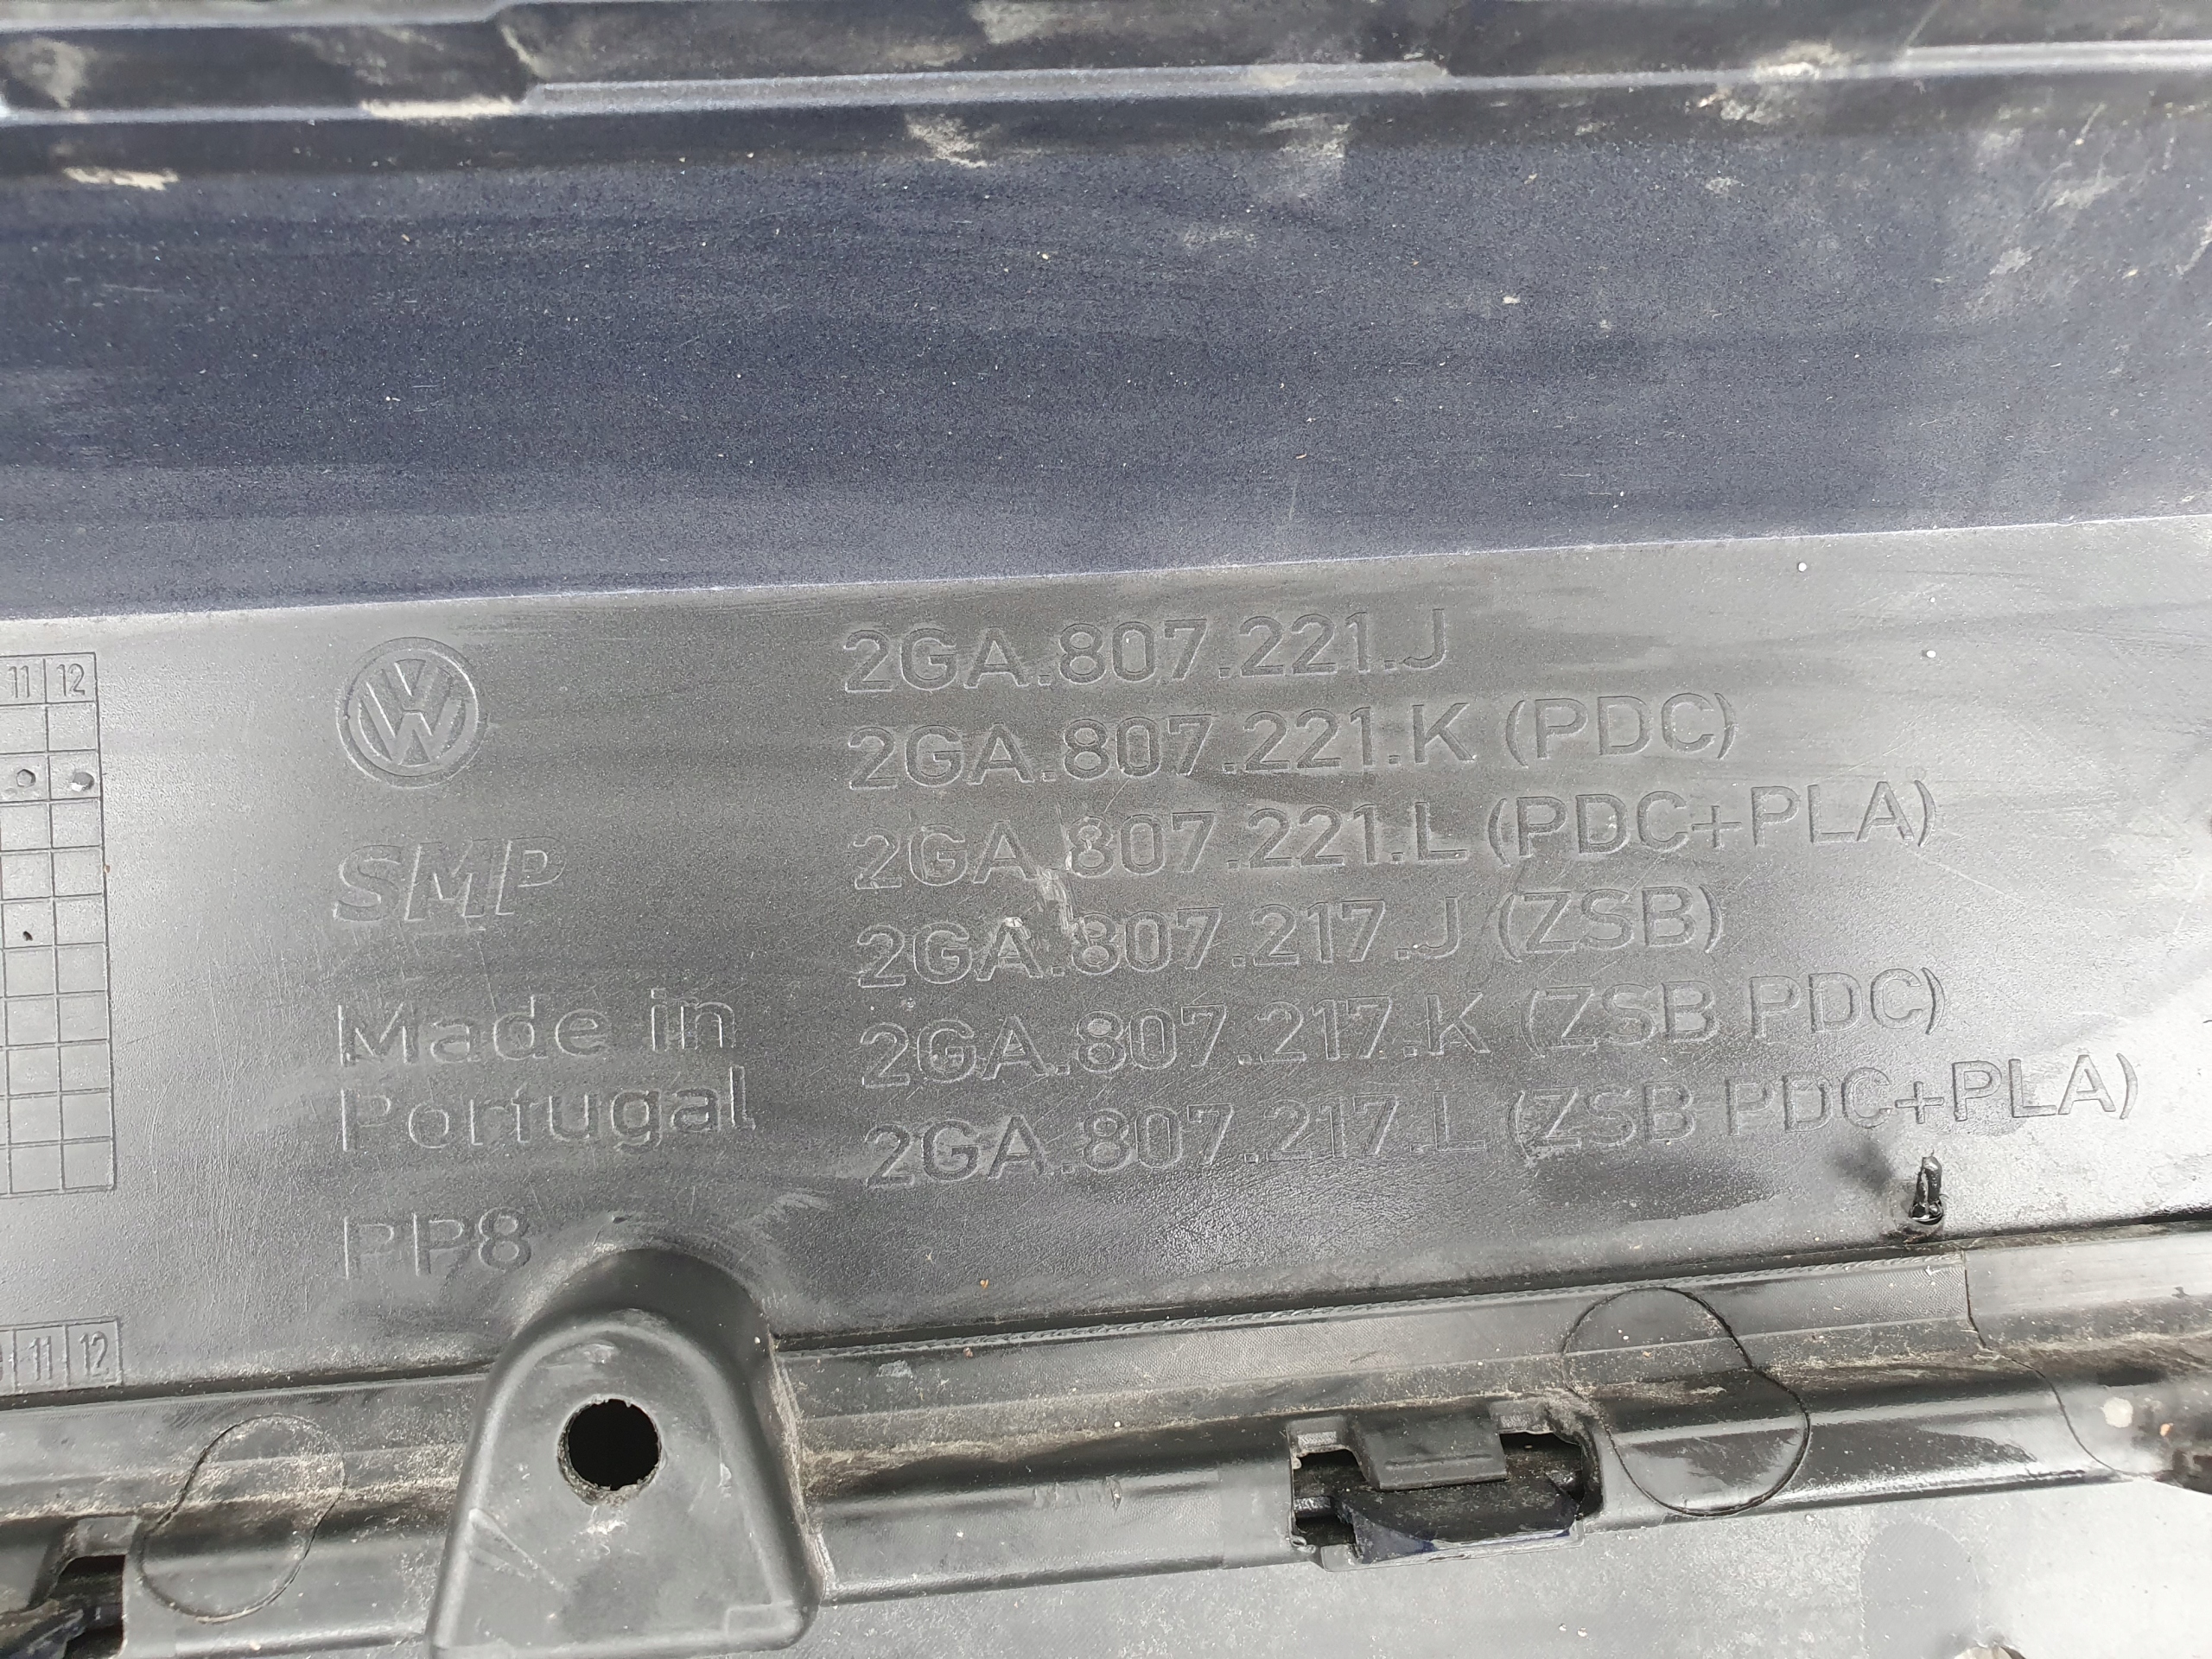 11 12
VW
SMP
Made in
Portugal
PP8
2GA.807.221.J
2GA.807.221.K (PDC)
2GA.807.221.L (PDC+PLA)
2GA.807.217.J (ZSB)
2GA.807.217.K (ZSB PDC)
2GA.807.217.L (ZSB PDC+PLA)
11 12